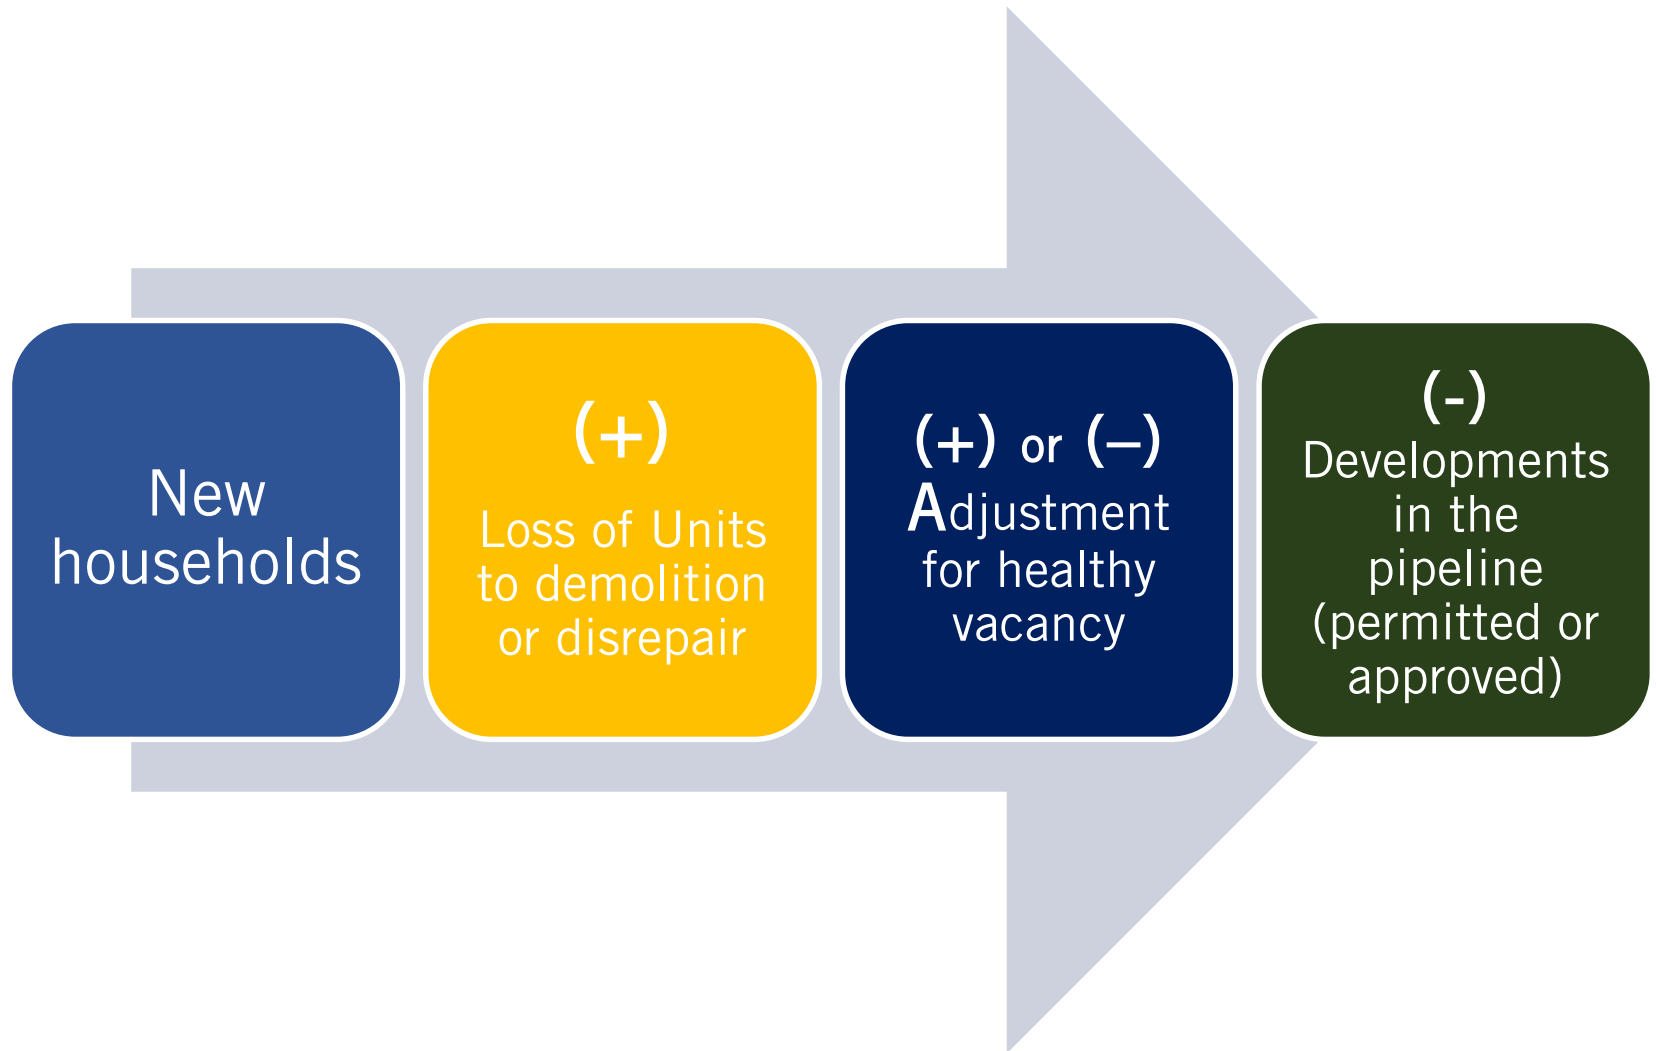 New
households
(+)
Loss of Units
to demolition
or disrepair
(+) or (–)
Adjustment
for healthy
vacancy
(-)
Developments
in the
pipeline
(permitted or
approved)